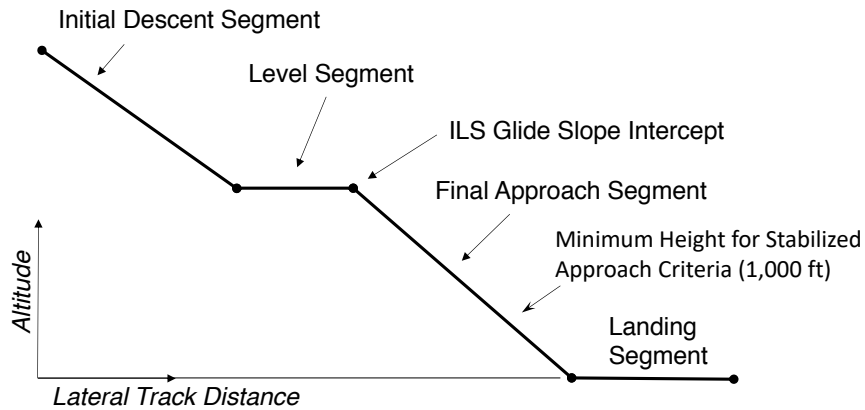 Initial Descent Segment
Level Segment
ILS Glide Slope Intercept
Final Approach Segment
Minimum Height for Stabilized
Approach Criteria (1,000 ft)
Landing
Segment
Altitude
Lateral Track Distance